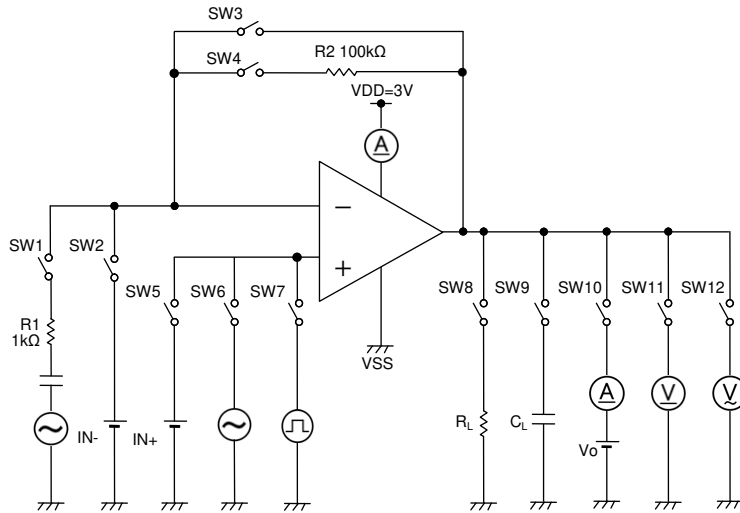 SW3
SW4
R2 100kΩ
VDD=3V
A
−
+
SW1
SW2
SW5
SW6
SW7
SW8
SW9
SW10
SW11
SW12
R1
1kΩ
VSS
A
V
V
IN-
IN+
RL
CL
Vo